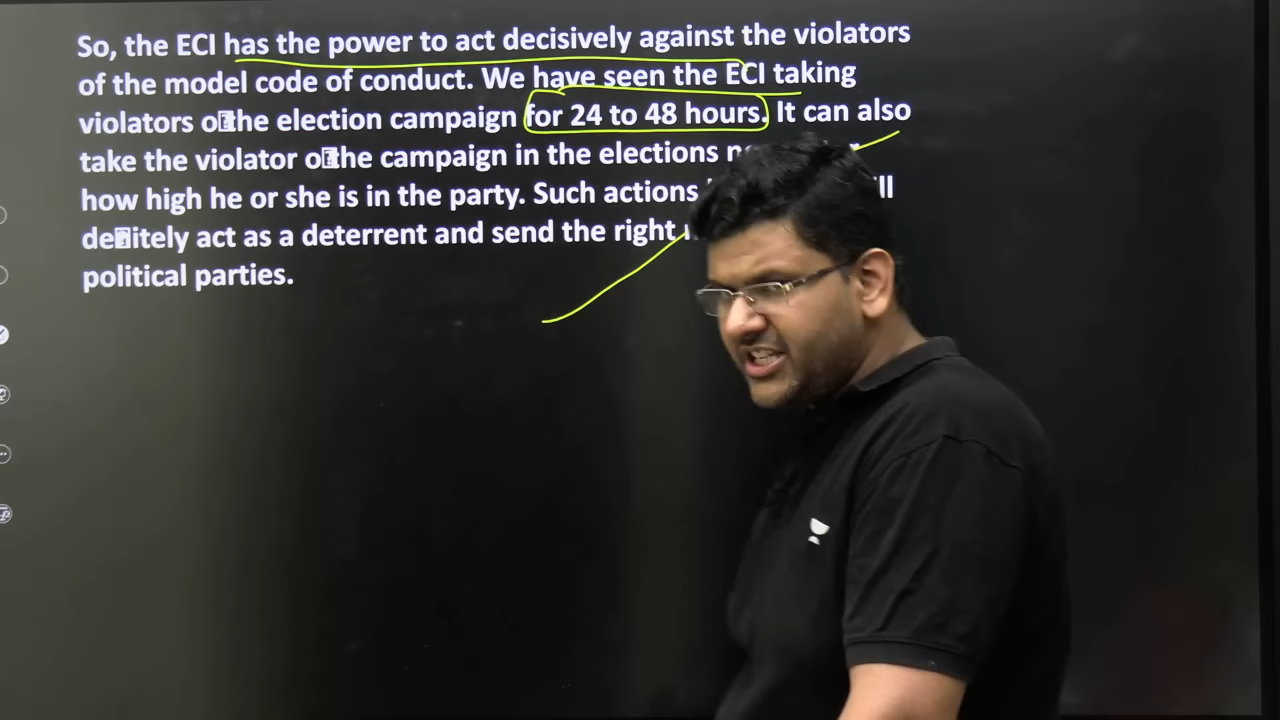 So, the ECI has the power to act decisively against the violators
of the model code of conduct. We have seen the ECI taking
violators o the election campaign for 24 to 48 hours. It can also
take the violator o the campaign in the elections
how high he or she is in the party. Such actions
de itely act as a deterrent and send the right
political parties.